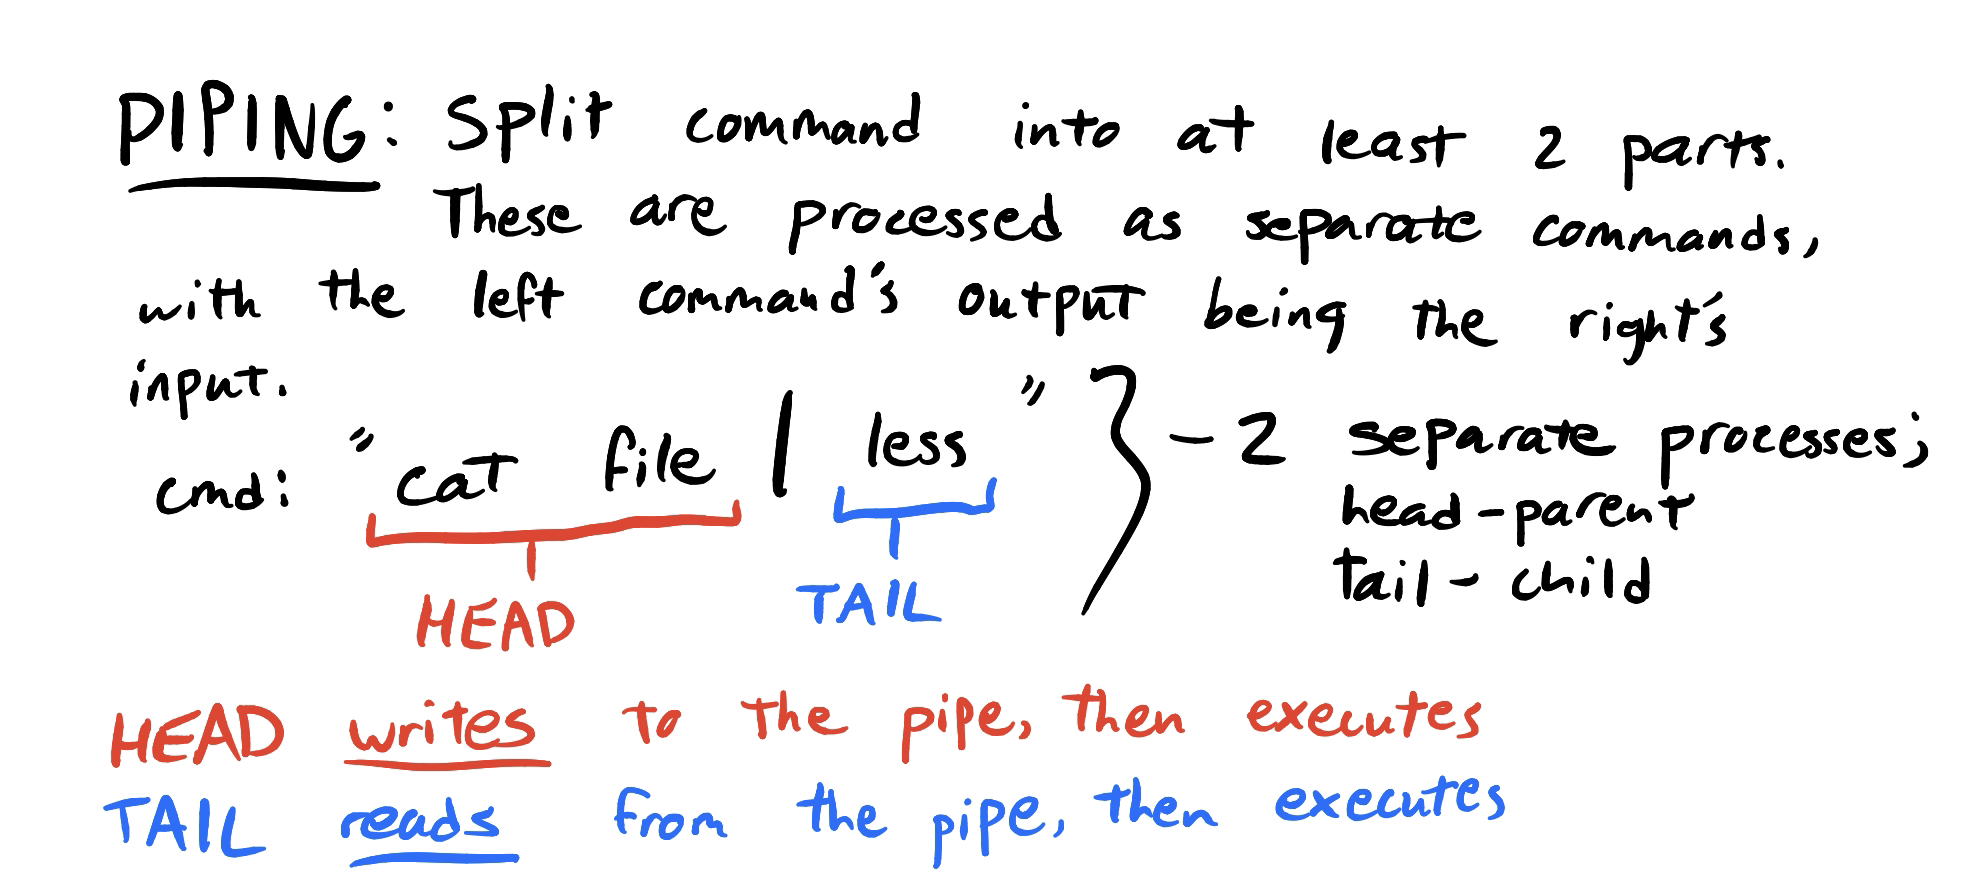 PIPING: Split command into at least 2 parts.
These are processed as separate commands,
with the left command's output being the right's
input.
cmd: "cat file | less" } - 2 separate processes;
head - parent
tail - child
HEAD
TAIL
HEAD writes to the pipe, then executes
TAIL reads from the pipe, then executes